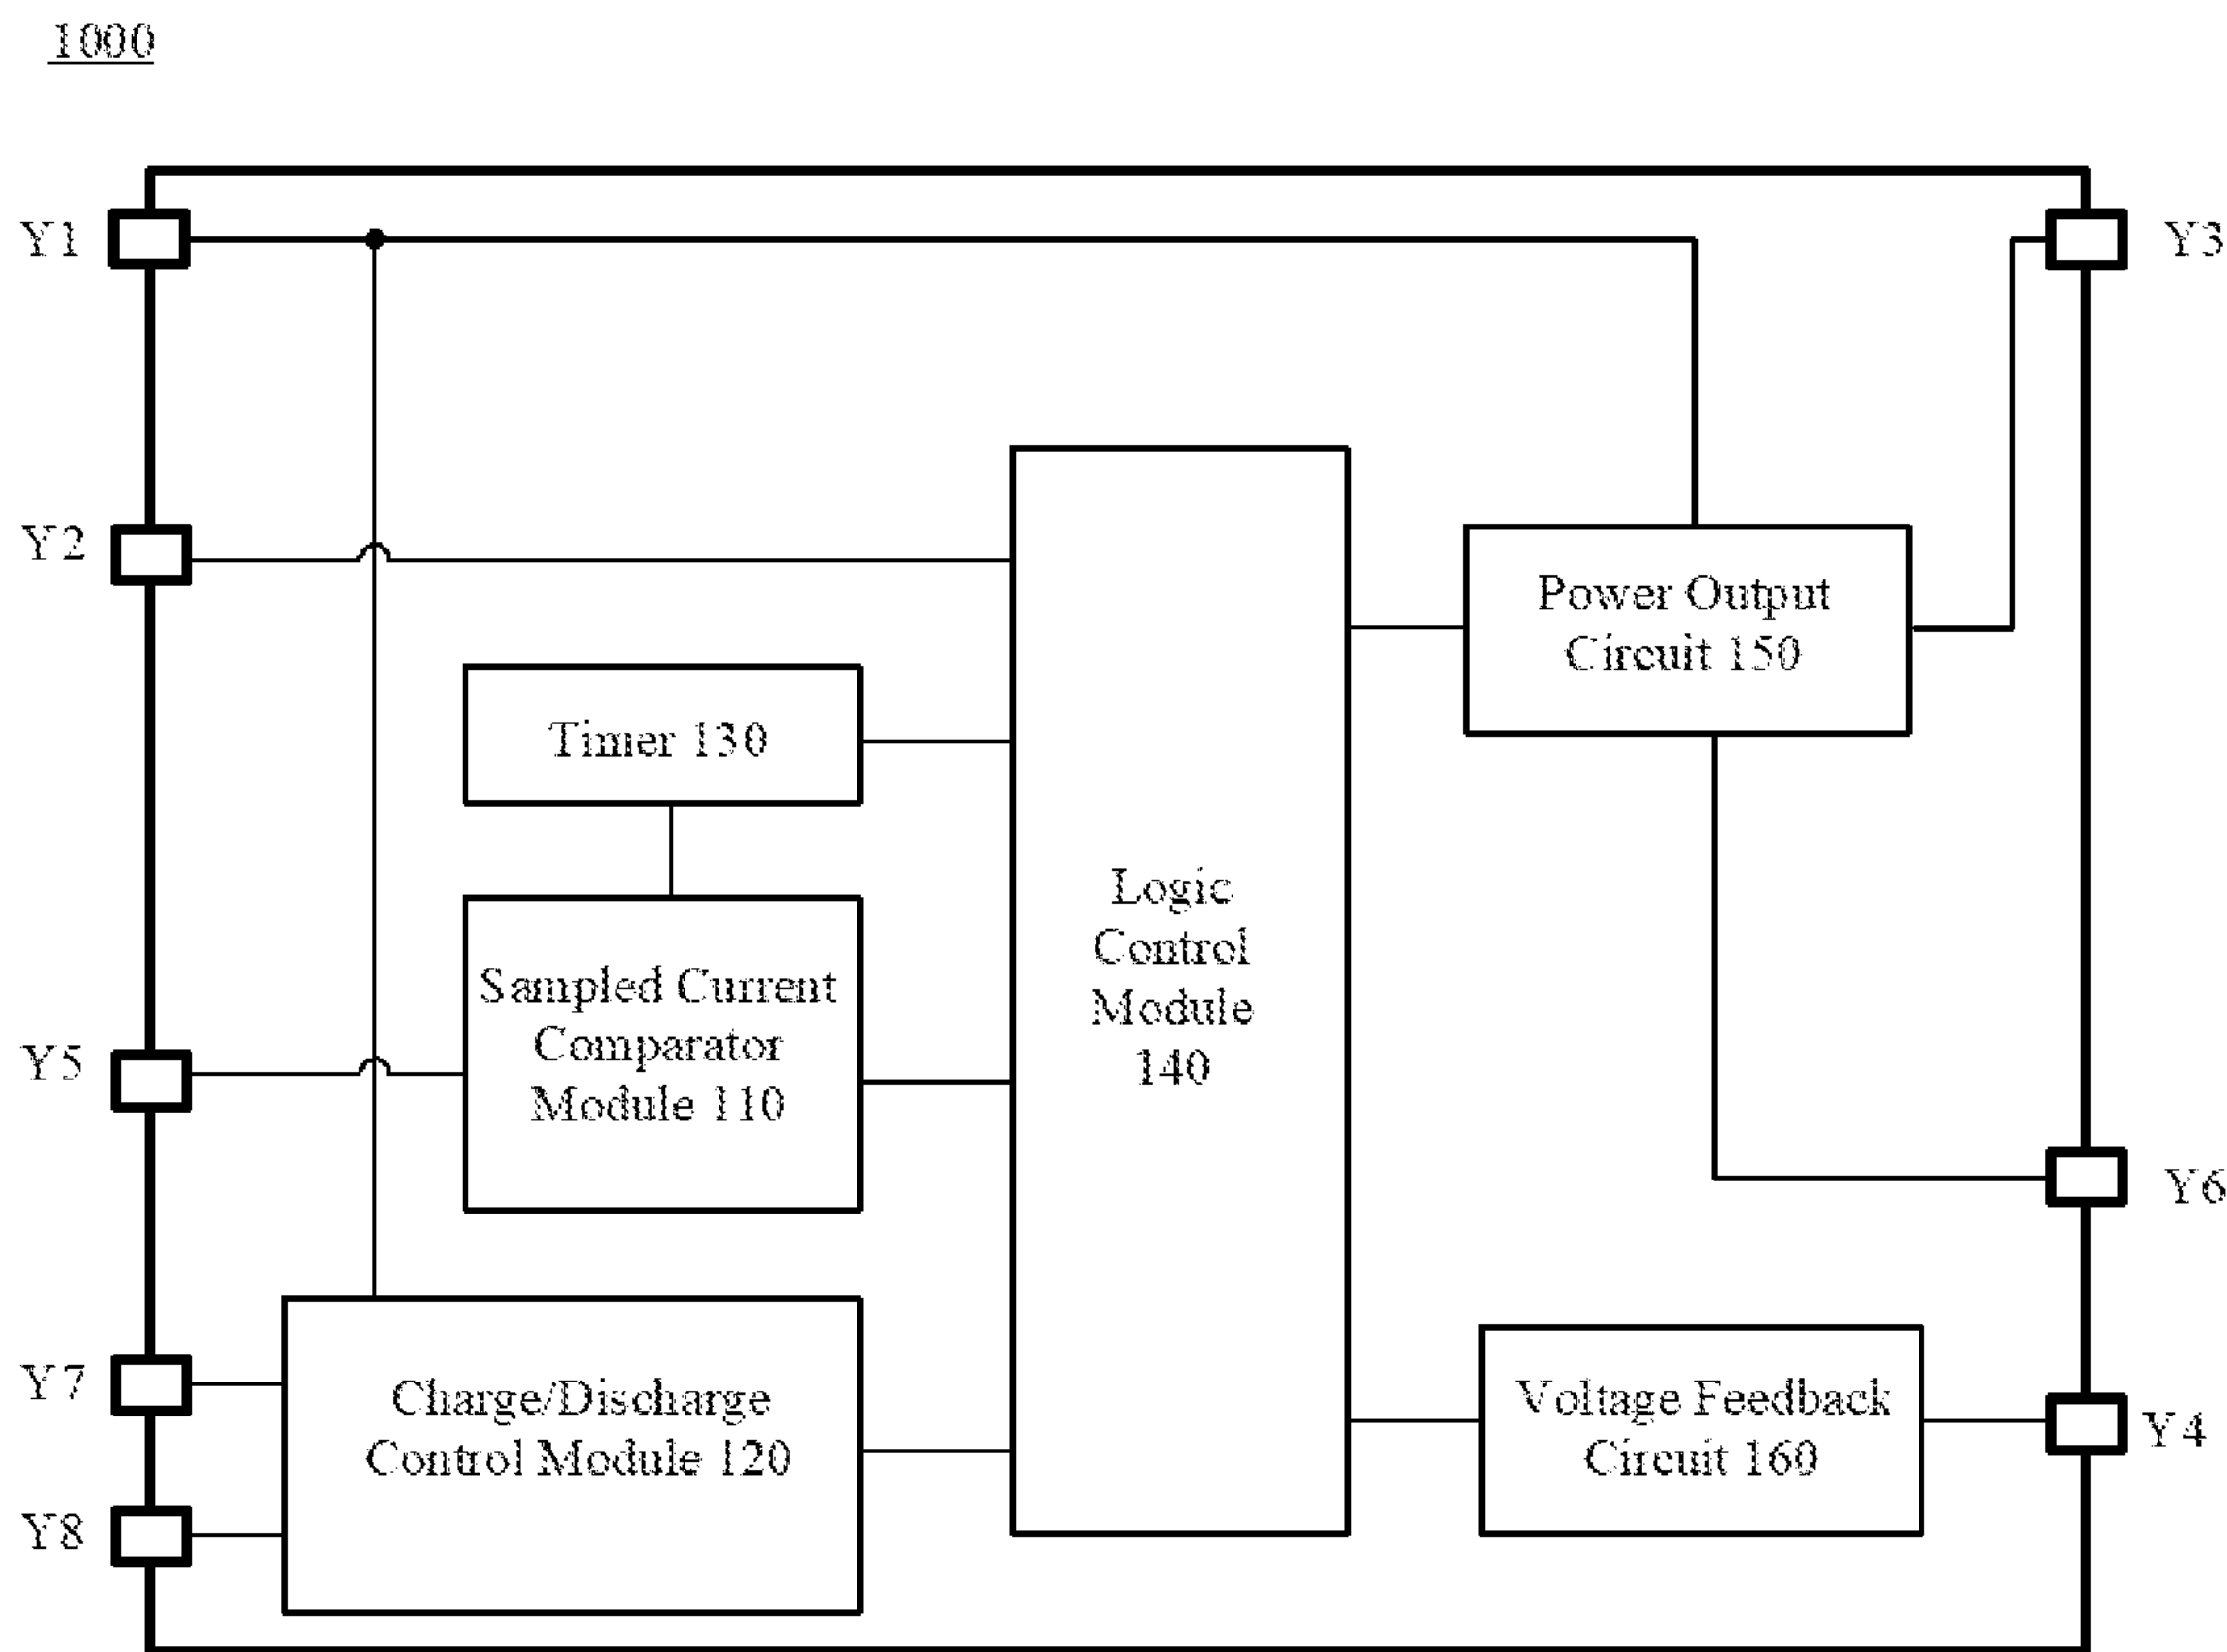 1000
Y1
Y3
Y2
Power Output
Circuit 150
Timer 130
Logic
Control
Module
140
Sampled Current
Comparator
Module 110
Y5
Y6
Y7
Charge/Discharge
Control Module 120
Voltage Feedback
Circuit 160
Y4
Y8